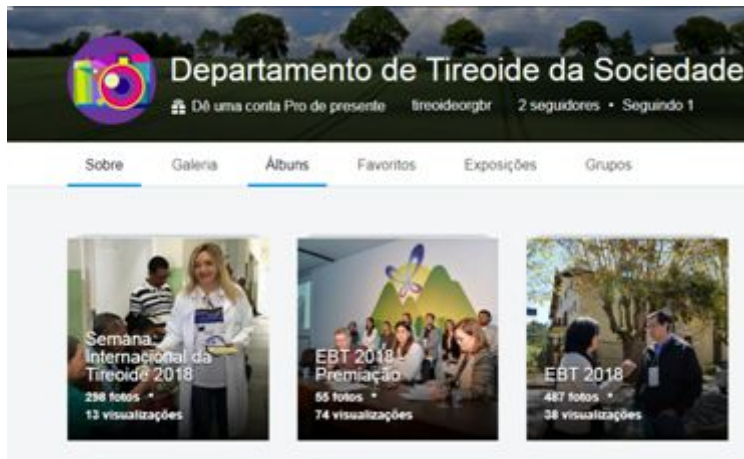 Departamento de Tireoide da Sociedade
Dê uma conta Pro de presente tireoideorgbr 2 seguidores • Seguindo 1
Sobre Galeria Álbuns Favoritos Exposições Grupos
Semana
Internacional da
Tireoide 2018
298 fotos •
13 visualizações
EBT 2018 -
Premiação
55 fotos •
74 visualizações
EBT 2018
487 fotos •
38 visualizações